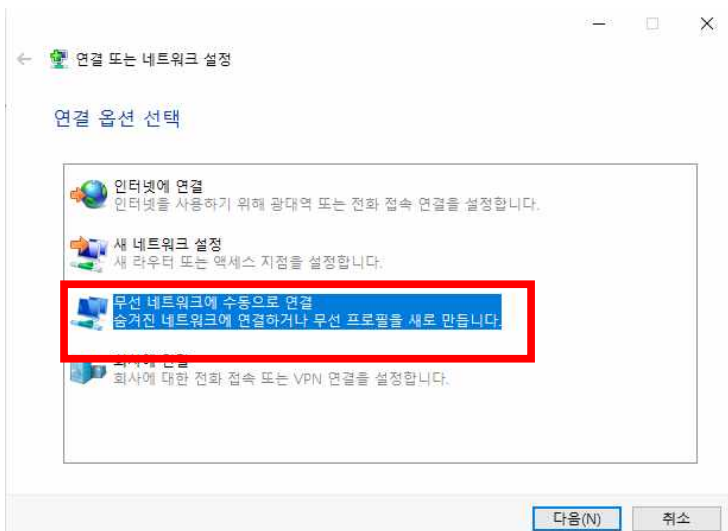 연결 또는 네트워크 설정
연결 옵션 선택
인터넷에 연결
인터넷을 사용하기 위해 광대역 또는 전화 접속 연결을 설정합니다.
새 네트워크 설정
새 라우터 또는 액세스 지점을 설정합니다.
무선 네트워크에 수동으로 연결
숨겨진 네트워크에 연결하거나 무선 프로필을 새로 만듭니다.
회사에 연결
회사에 대한 전화 접속 또는 VPN 연결을 설정합니다.
다음(N)
취소